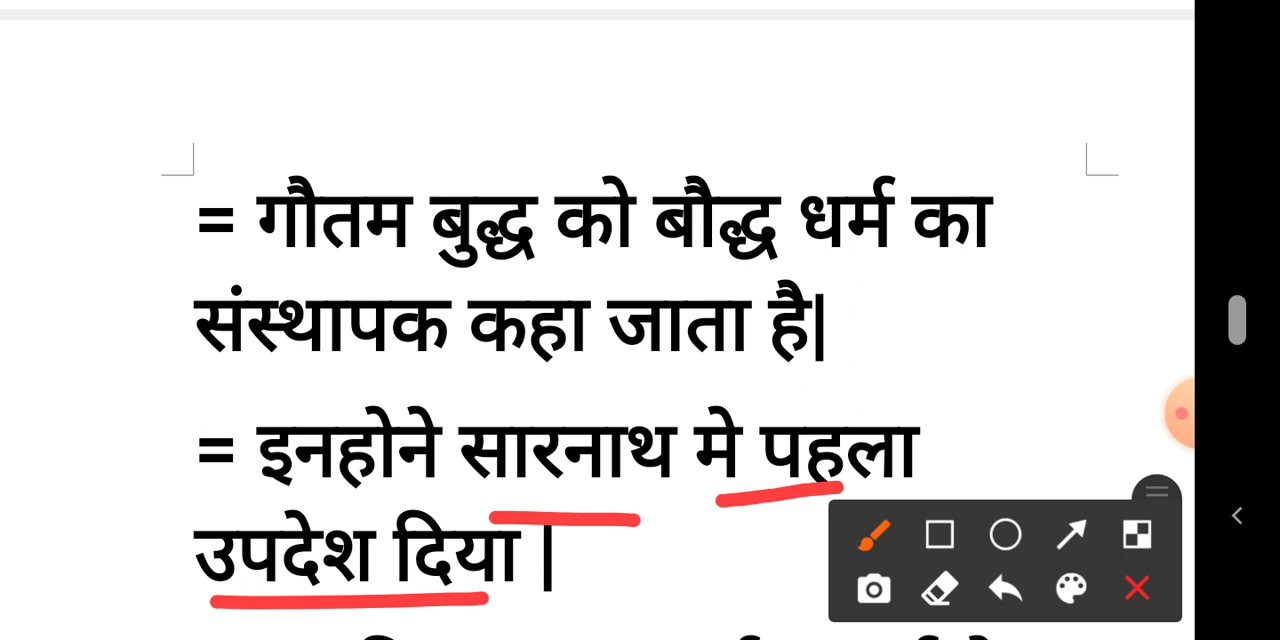 = गौतम बुद्ध को बौद्ध धर्म का
संस्थापक कहा जाता है|
= इनहोने सारनाथ मे पहला
उपदेश दिया |